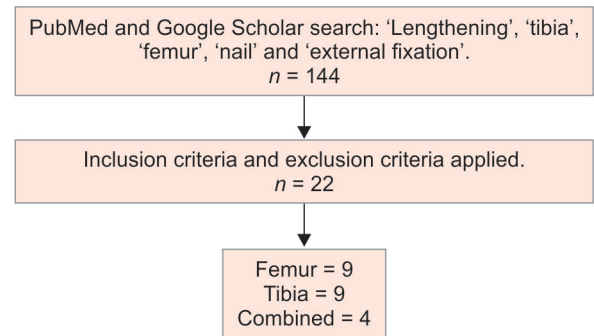 PubMed and Google Scholar search: ‘Lengthening’, ‘tibia’,
‘femur’, ‘nail’ and ‘external fixation’.
n = 144
Inclusion criteria and exclusion criteria applied.
n = 22
Femur = 9
Tibia = 9
Combined = 4